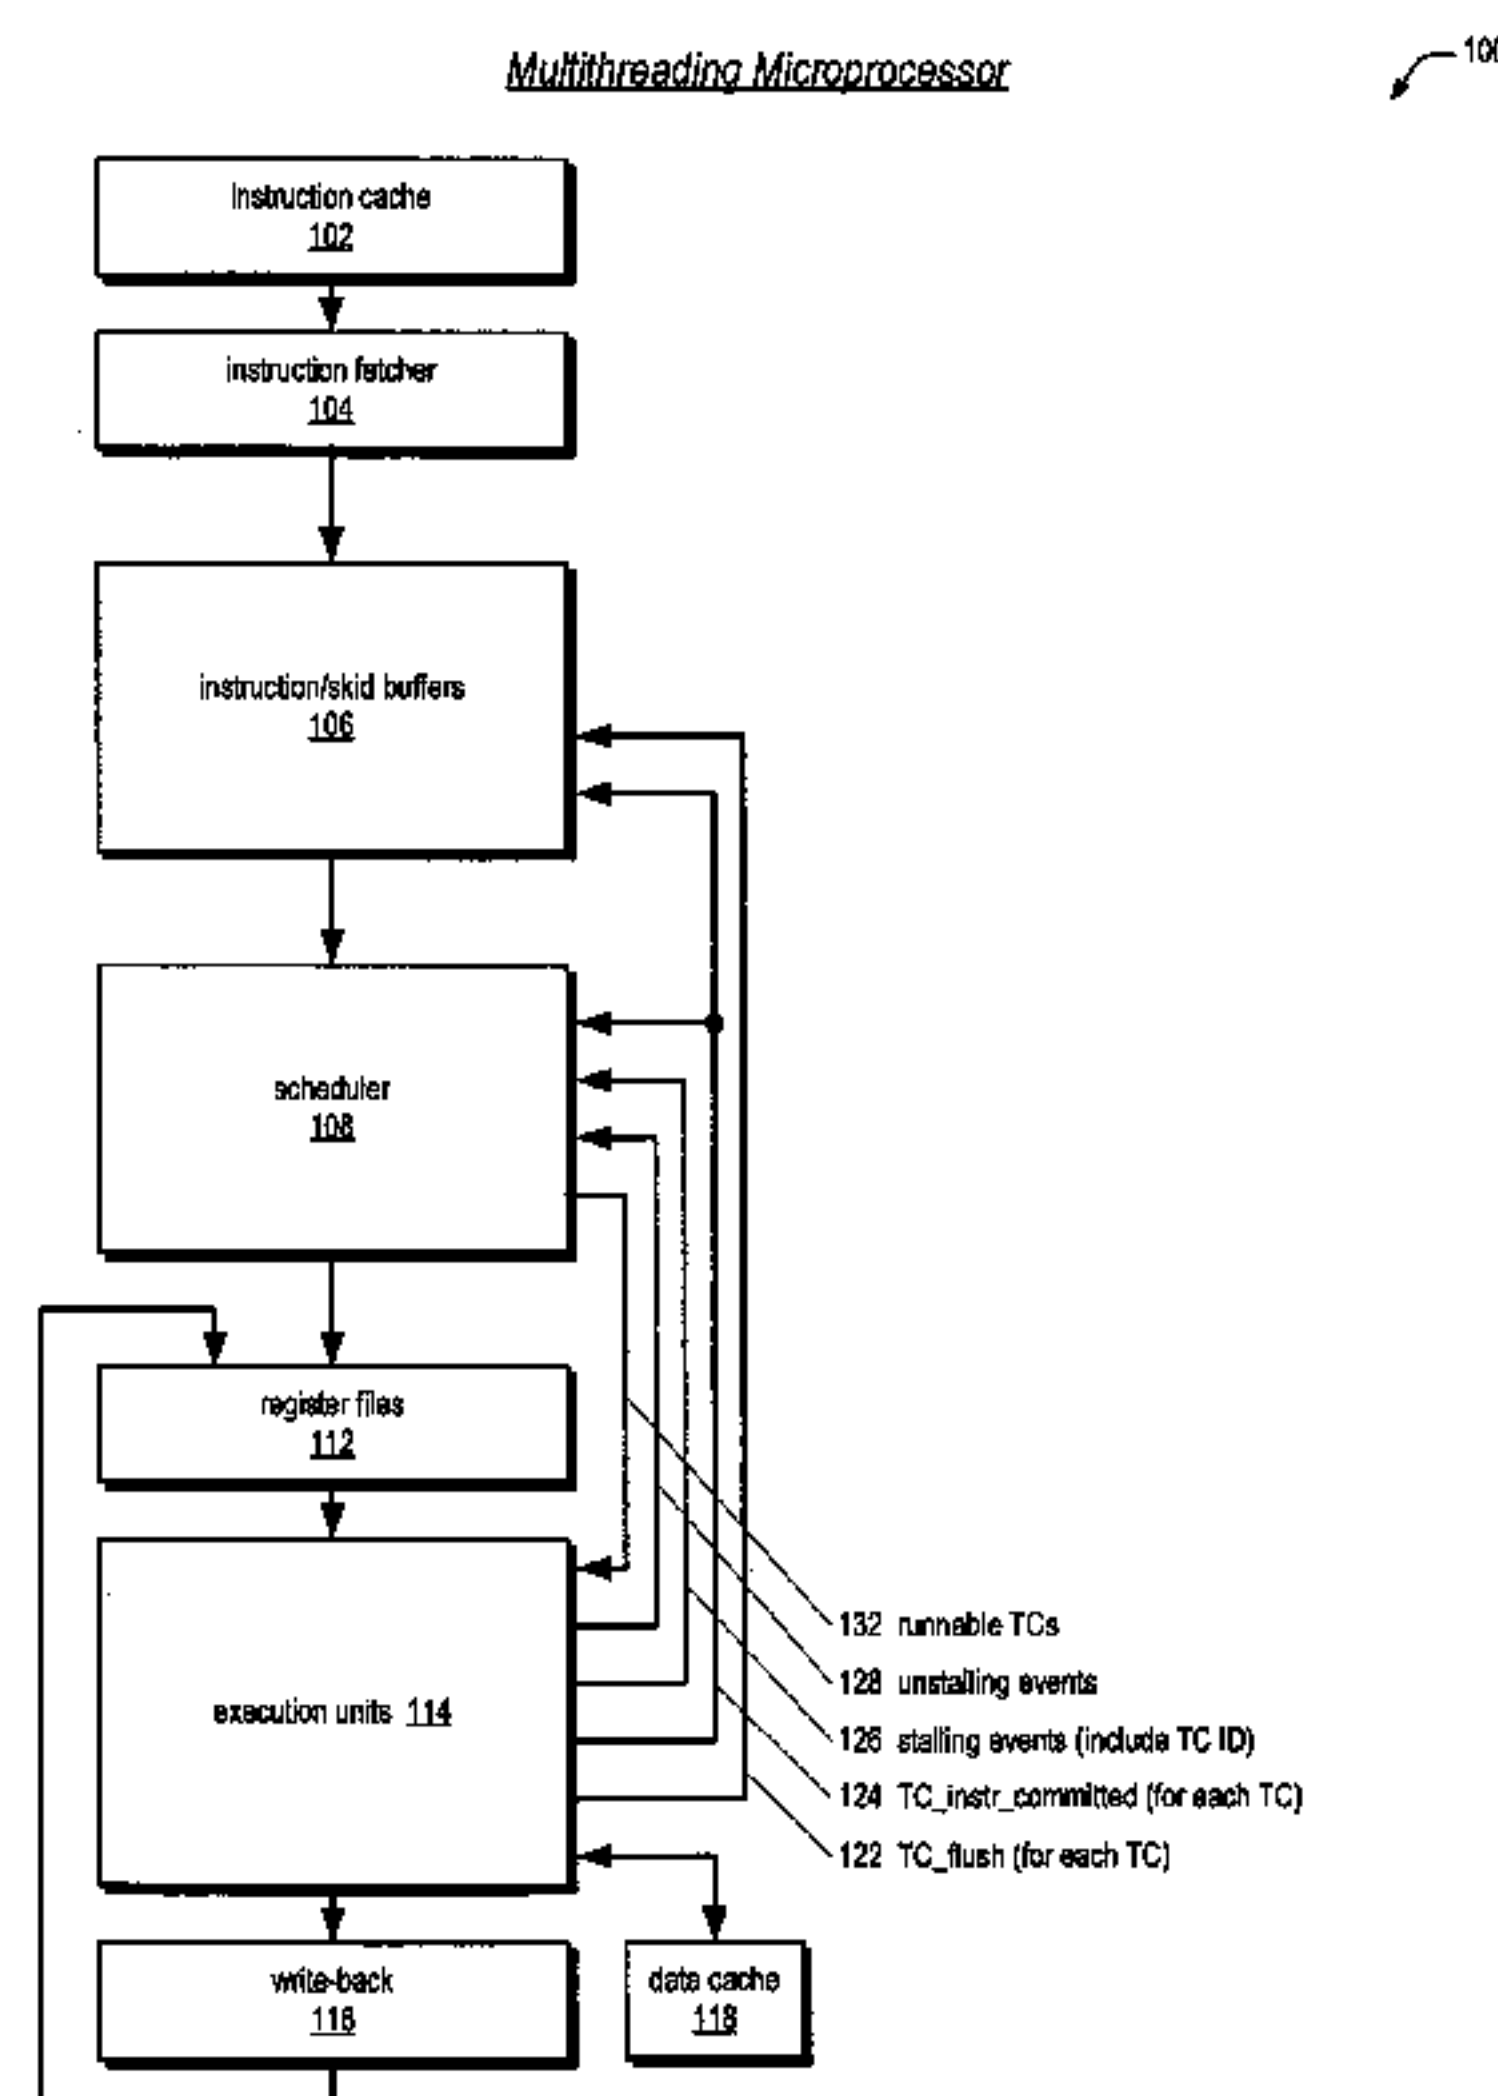 Multithreading Microprocessor
100
instruction cache
102
instruction fetcher
104
instruction/skid buffers
106
scheduler
108
register files
112
execution units 114
132 runnable TCs
128 unstalling events
126 stalling events (include TC ID)
124 TC_instr_committed (for each TC)
122 TC_flush (for each TC)
write-back
116
data cache
118